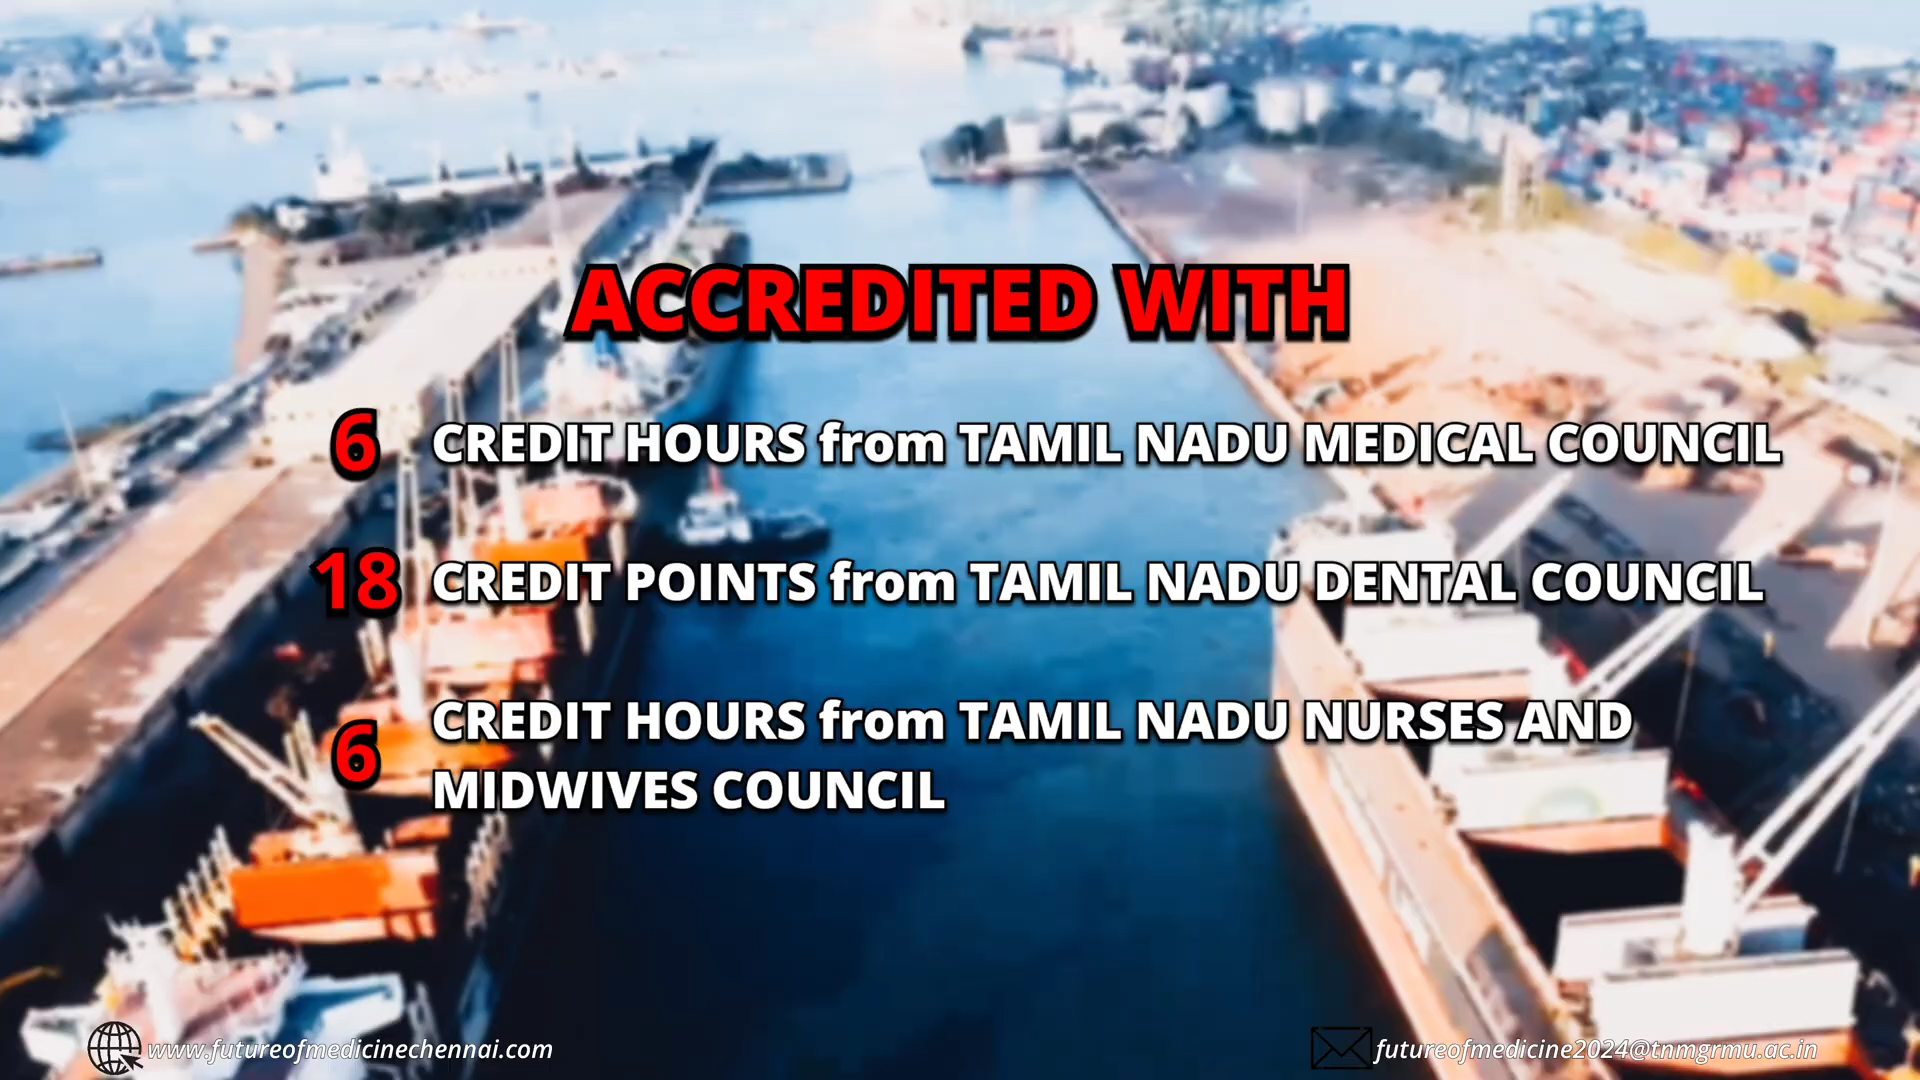 ACCREDITED WITH
6 CREDIT HOURS from TAMIL NADU MEDICAL COUNCIL
18 CREDIT POINTS from TAMIL NADU DENTAL COUNCIL
6 CREDIT HOURS from TAMIL NADU NURSES AND
MIDWIVES COUNCIL
www.futureofmedicinechennai.com
futureofmedicine2024@tnmgrmu.ac.in